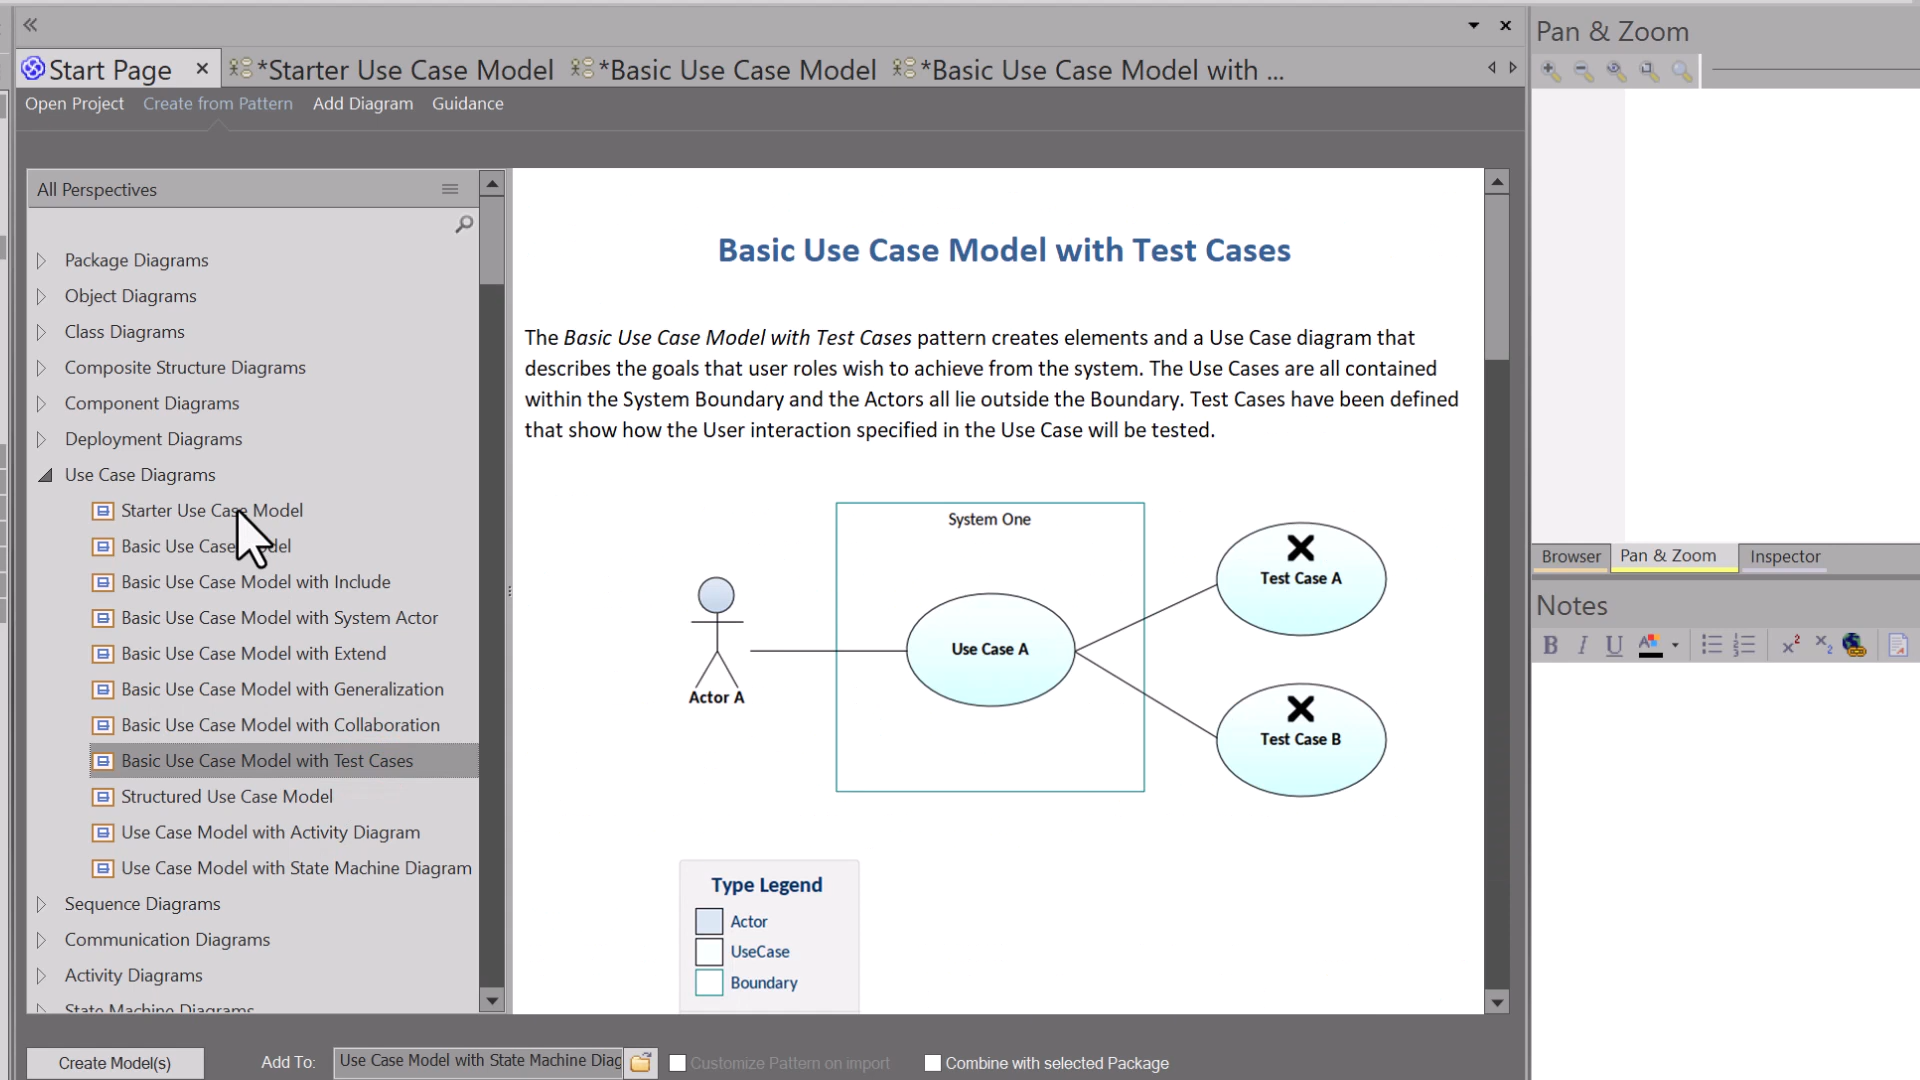 Pan & Zoom
Start Page
*Starter Use Case Model
*Basic Use Case Model
*Basic Use Case Model with ...
Open Project
Create from Pattern
Add Diagram
Guidance
All Perspectives
Package Diagrams
Object Diagrams
Class Diagrams
Composite Structure Diagrams
Component Diagrams
Deployment Diagrams
Use Case Diagrams
Starter Use Case Model
Basic Use Case Model
Basic Use Case Model with Include
Basic Use Case Model with System Actor
Basic Use Case Model with Extend
Basic Use Case Model with Generalization
Basic Use Case Model with Collaboration
Basic Use Case Model with Test Cases
Structured Use Case Model
Use Case Model with Activity Diagram
Use Case Model with State Machine Diagram
Sequence Diagrams
Communication Diagrams
Activity Diagrams
State Machine Diagrams
Basic Use Case Model with Test Cases
The Basic Use Case Model with Test Cases pattern creates elements and a Use Case diagram that
describes the goals that user roles wish to achieve from the system. The Use Cases are all contained
within the System Boundary and the Actors all lie outside the Boundary. Test Cases have been defined
that show how the User interaction specified in the Use Case will be tested.
System One
Actor A
Use Case A
Test Case A
Test Case B
Type Legend
Actor
UseCase
Boundary
Browser
Pan & Zoom
Inspector
Notes
B I U A
Create Model(s)
Add To:
Use Case Model with State Machine Diag
Customize Pattern on import
Combine with selected Package